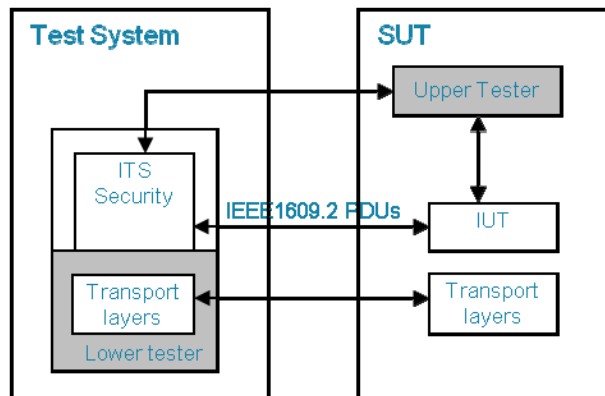 Test System
SUT
Upper Tester
ITS
Security
IEEE1609.2 PDUs
IUT
Transport
layers
Transport
layers
Lower tester